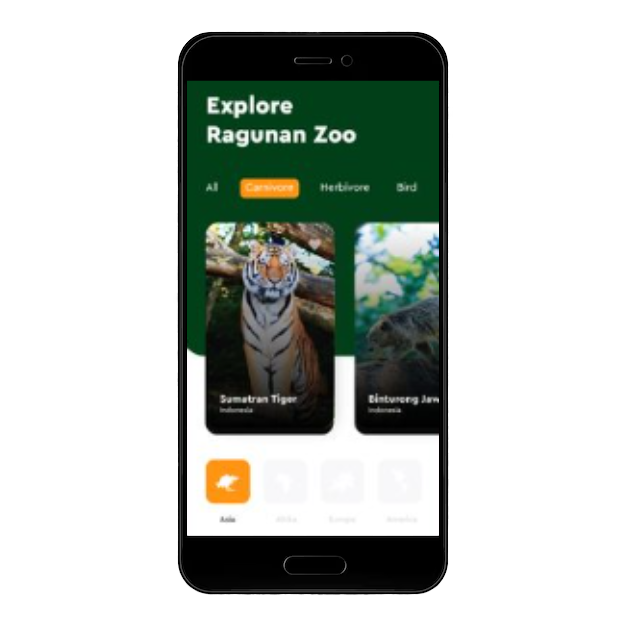 Explore
Ragunan Zoo
All Carnivore Herbivore Bird
Sumatran Tiger
Indonesia
Binturong Jaw
Indonesia
Asia Afrika Europe America